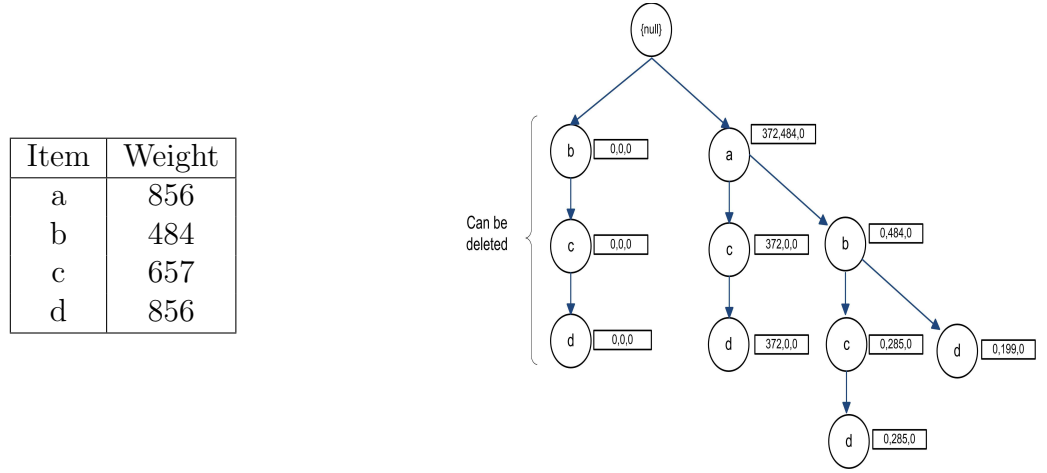 Item Weight
a 856
b 484
c 657
d 856
{null}
b 0,0,0
a 372,484,0
Can be
deleted
c 0,0,0
c 372,0,0
b 0,484,0
d 0,0,0
d 372,0,0
c 0,285,0
d 0,199,0
d 0,285,0